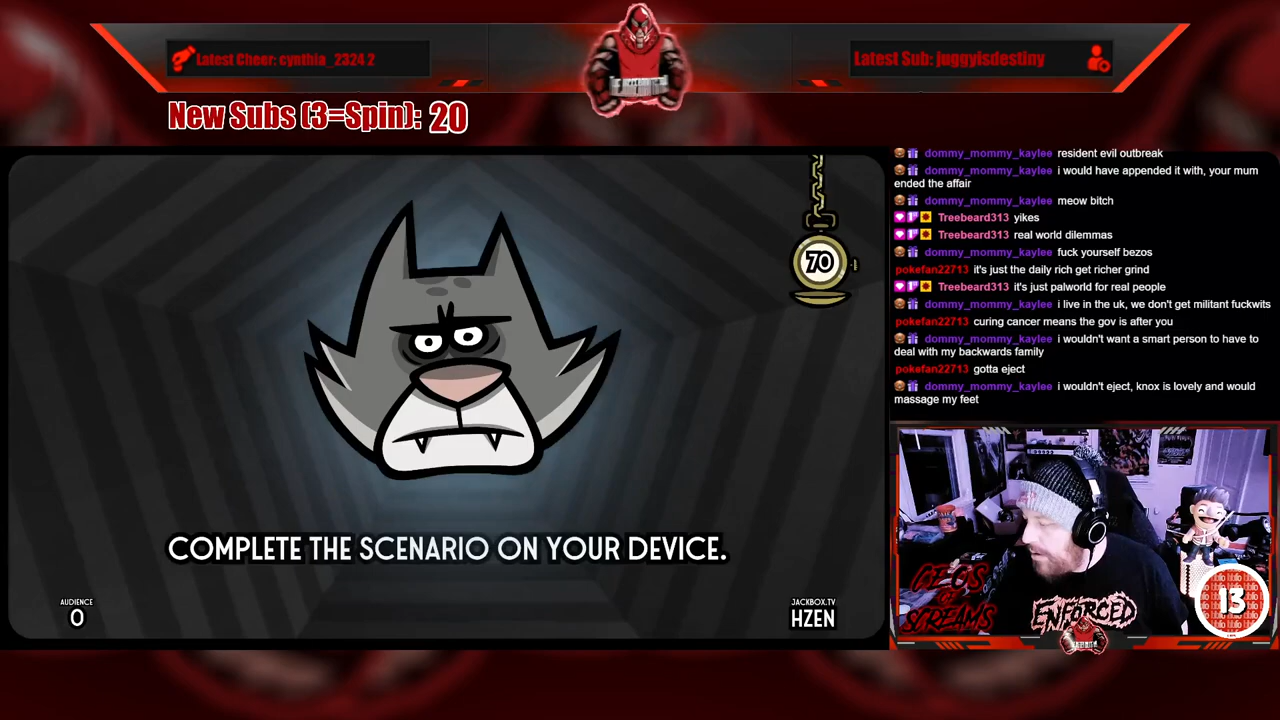 Latest Cheer: cynthia_2324 2
Latest Sub: juggyisdestiny
New Subs (3=Spin): 20
70
COMPLETE THE SCENARIO ON YOUR DEVICE.
AUDIENCE
0
JACKBOX.TV
HZEN
dommy_mommy_kaylee resident evil outbreak
dommy_mommy_kaylee i would have appended it with, your mum
ended the affair
dommy_mommy_kaylee meow bitch
Treebeard313 yikes
Treebeard313 real world dilemmas
dommy_mommy_kaylee fuck yourself bezos
pokefan22713 it's just the daily rich get richer grind
Treebeard313 it's just palworld for real people
dommy_mommy_kaylee i live in the uk, we don't get militant fuckwits
pokefan22713 curing cancer means the gov is after you
dommy_mommy_kaylee i wouldn't want a smart person to have to
deal with my backwards family
pokefan22713 gotta eject
dommy_mommy_kaylee i wouldn't eject, knox is lovely and would
massage my feet
SCREAMS
ENFORCED
13